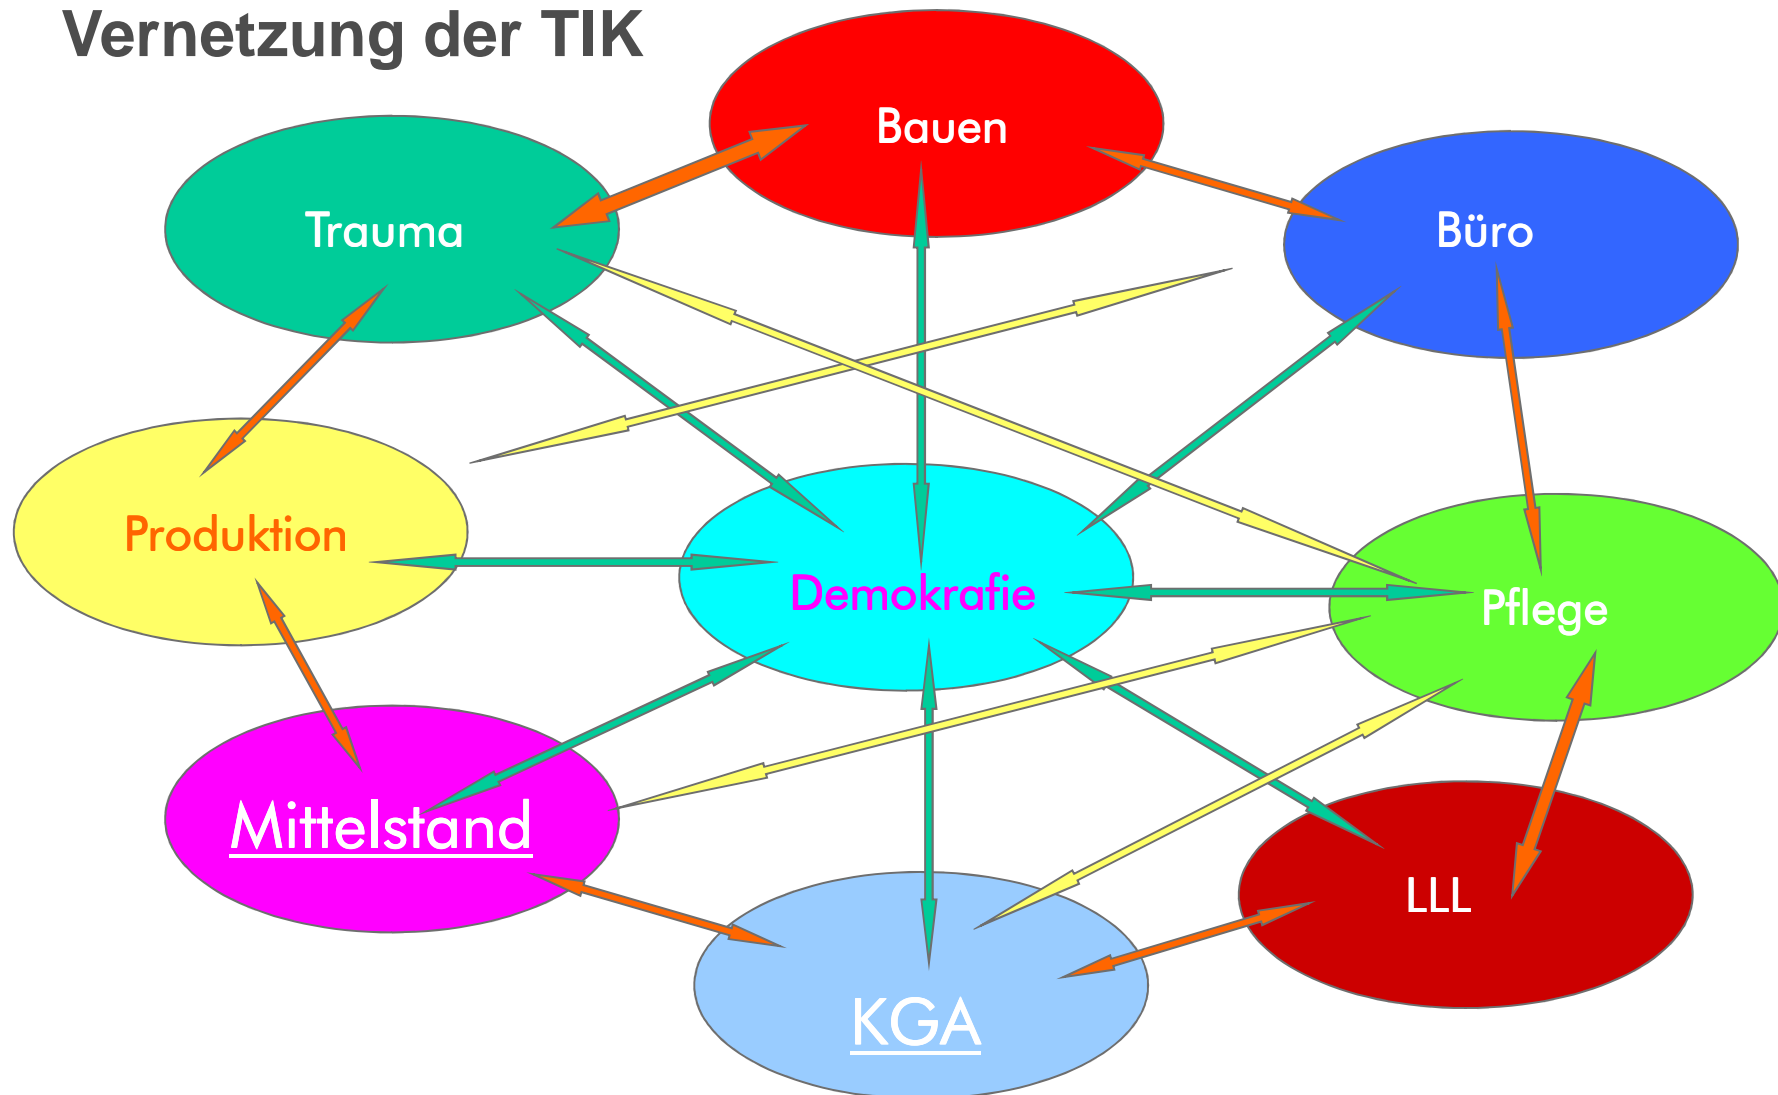 Vernetzung der TIK
Bauen
Trauma
Büro
Produktion
Demokrafie
Pflege
Mittelstand
LLL
KGA